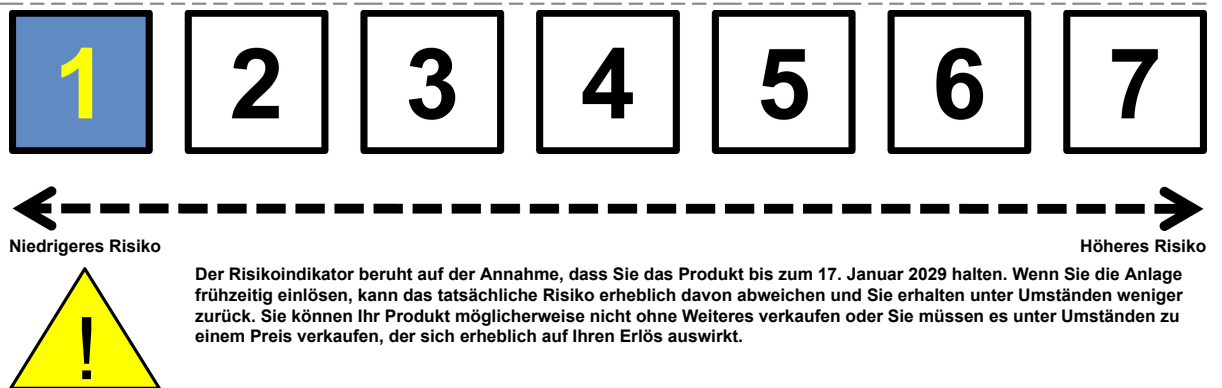 1 2 3 4 5 6 7
Niedrigeres Risiko Höheres Risiko
Der Risikoindikator beruht auf der Annahme, dass Sie das Produkt bis zum 17. Januar 2029 halten. Wenn Sie die Anlage
frühzeitig einlösen, kann das tatsächliche Risiko erheblich davon abweichen und Sie erhalten unter Umständen weniger
zurück. Sie können Ihr Produkt möglicherweise nicht ohne Weiteres verkaufen oder Sie müssen es unter Umständen zu
einem Preis verkaufen, der sich erheblich auf Ihren Erlös auswirkt.
!